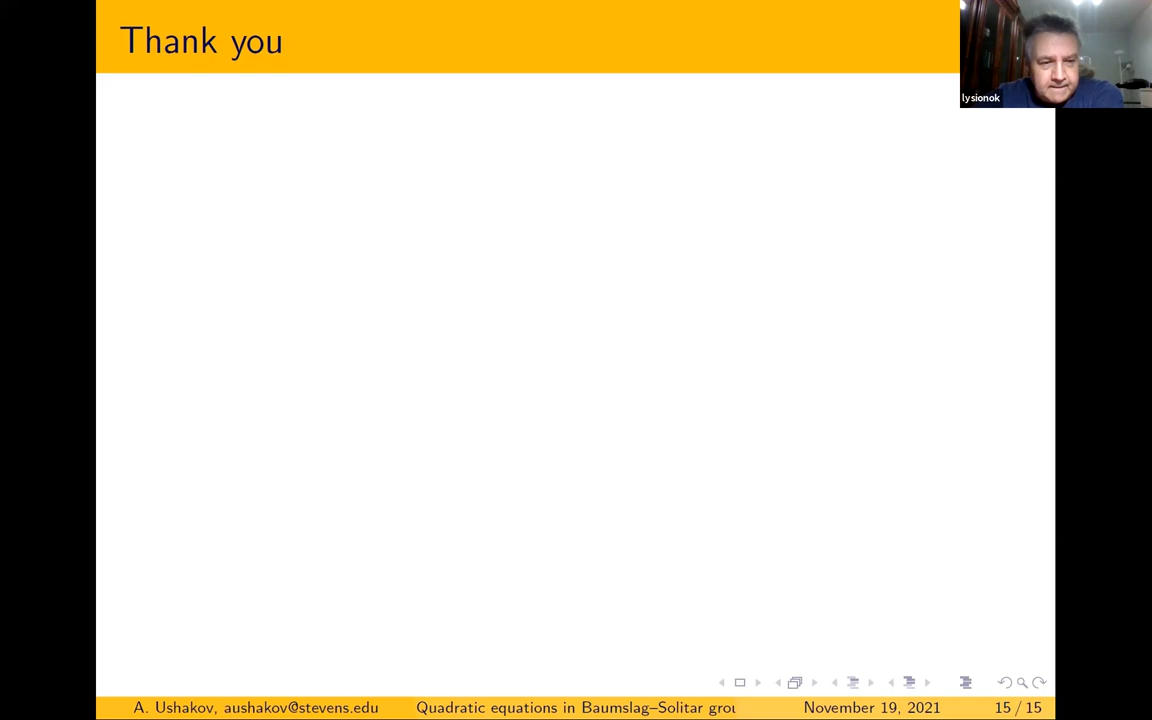 Thank you
lysionok
A. Ushakov, aushakov@stevens.edu
Quadratic equations in Baumslag–Solitar grou
November 19, 2021
15 / 15